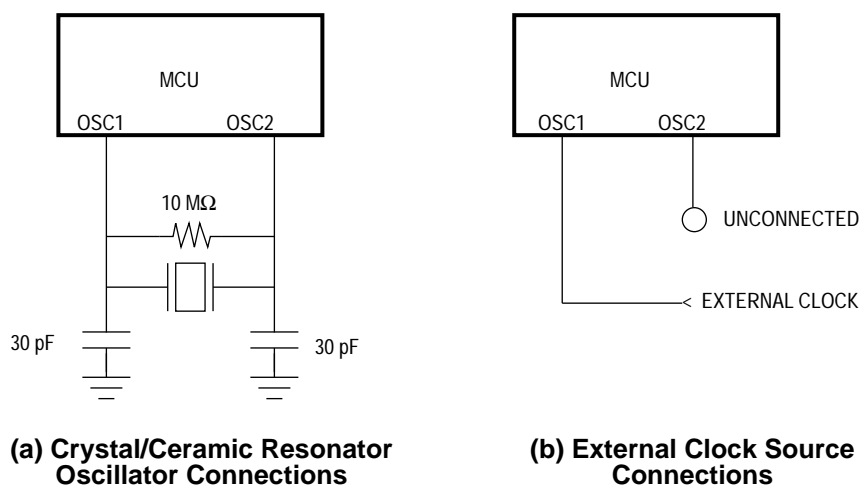 MCU
OSC1 OSC2
10 MΩ
30 pF 30 pF
(a) Crystal/Ceramic Resonator
Oscillator Connections
MCU
OSC1 OSC2
UNCONNECTED
< EXTERNAL CLOCK
(b) External Clock Source
Connections